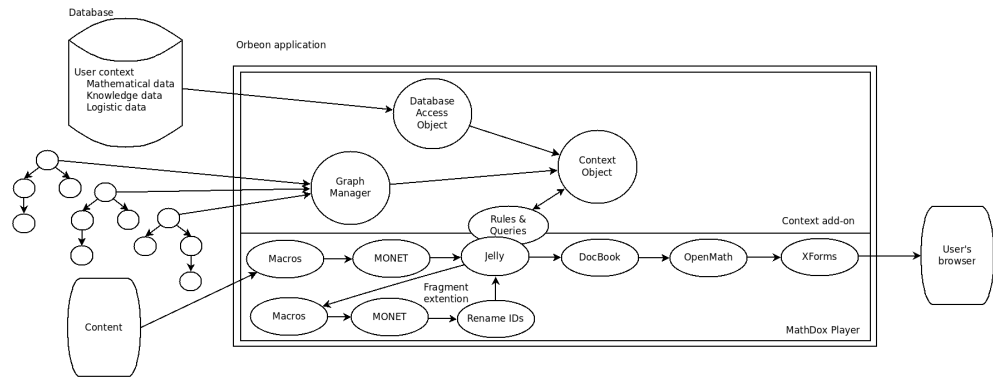 Database
Orbeon application
User context
Mathematical data
Knowledge data
Logistic data
Database
Access
Object
Context
Object
Graph
Manager
Rules &
Queries
Context add-on
Macros
MONET
Jelly
DocBook
OpenMath
XForms
User's
browser
Fragment
extention
Content
Macros
MONET
Rename IDs
MathDox Player